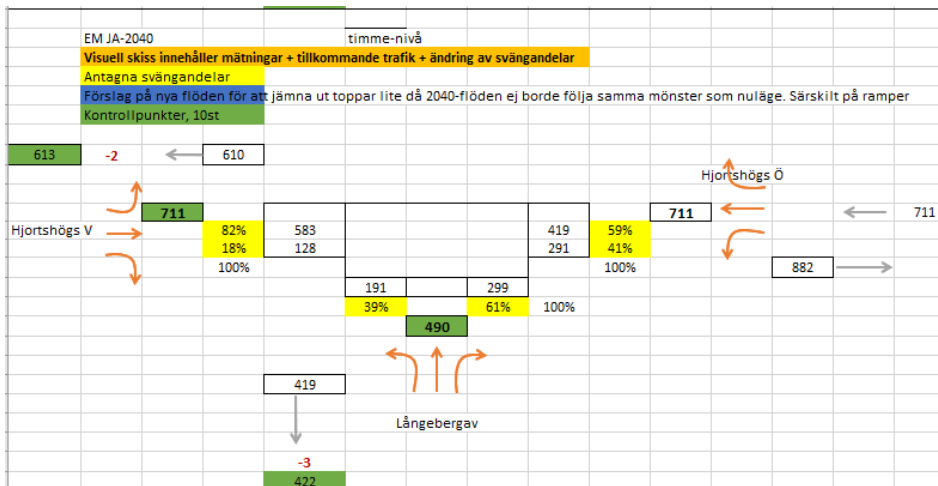 EM JA-2040 timme-nivå
Visuell skiss innehåller mätningar + tillkommande trafik + ändring av svängandelar
Antagna svängandelar
Förslag på nya flöden för att jämna ut toppar lite då 2040-flöden ej borde följa samma mönster som nuläge. Särskilt på ramper
Kontrollpunkter, 10st
613 -2 610
Hjortshögs Ö
711 711 711
Hjortshögs V 82% 583 419 59%
18% 128 291 41%
100% 100% 882
191 299
39% 61% 100%
490
419
Långebergav
-3
422